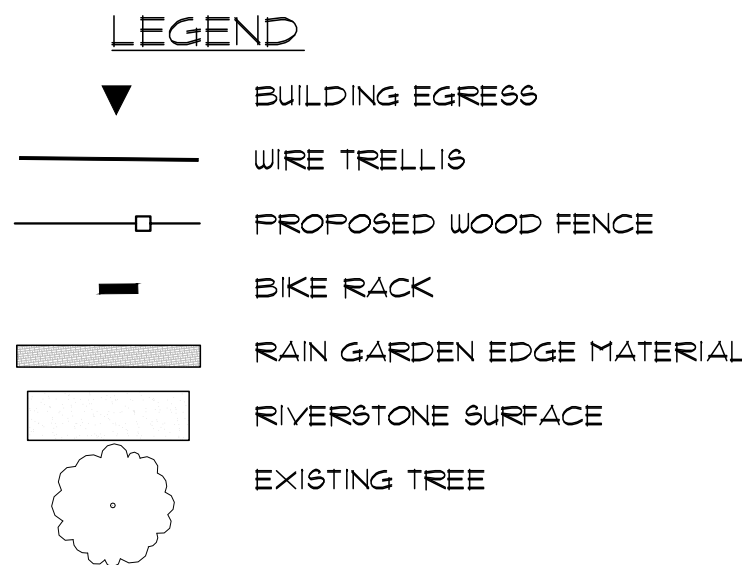 LEGEND
BUILDING EGRESS
WIRE TRELLIS
PROPOSED WOOD FENCE
BIKE RACK
RAIN GARDEN EDGE MATERIAL
RIVERSTONE SURFACE
EXISTING TREE